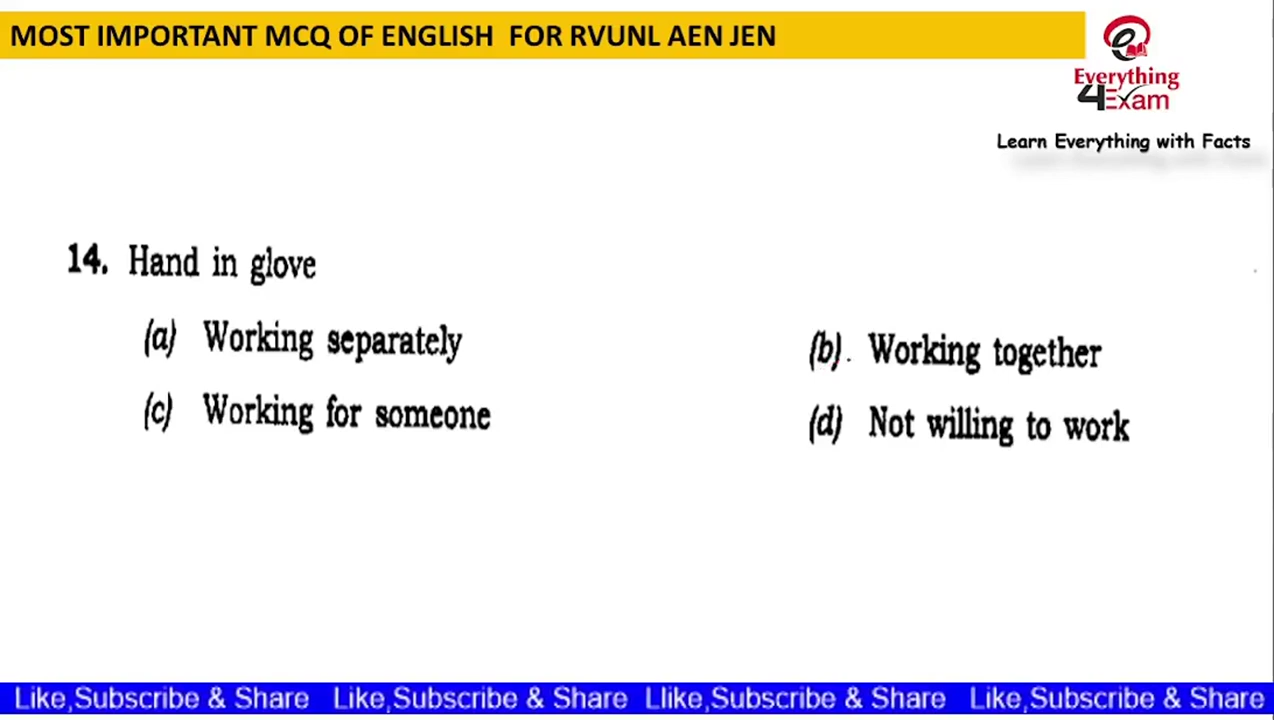 MOST IMPORTANT MCQ OF ENGLISH FOR RVUNL AEN JEN
e
Everything
4Exam
Learn Everything with Facts
14. Hand in glove
(a) Working separately
(b). Working together
(c) Working for someone
(d) Not willing to work
Like,Subscribe & Share Like,Subscribe & Share Llike,Subscribe & Share Like,Subscribe & Share